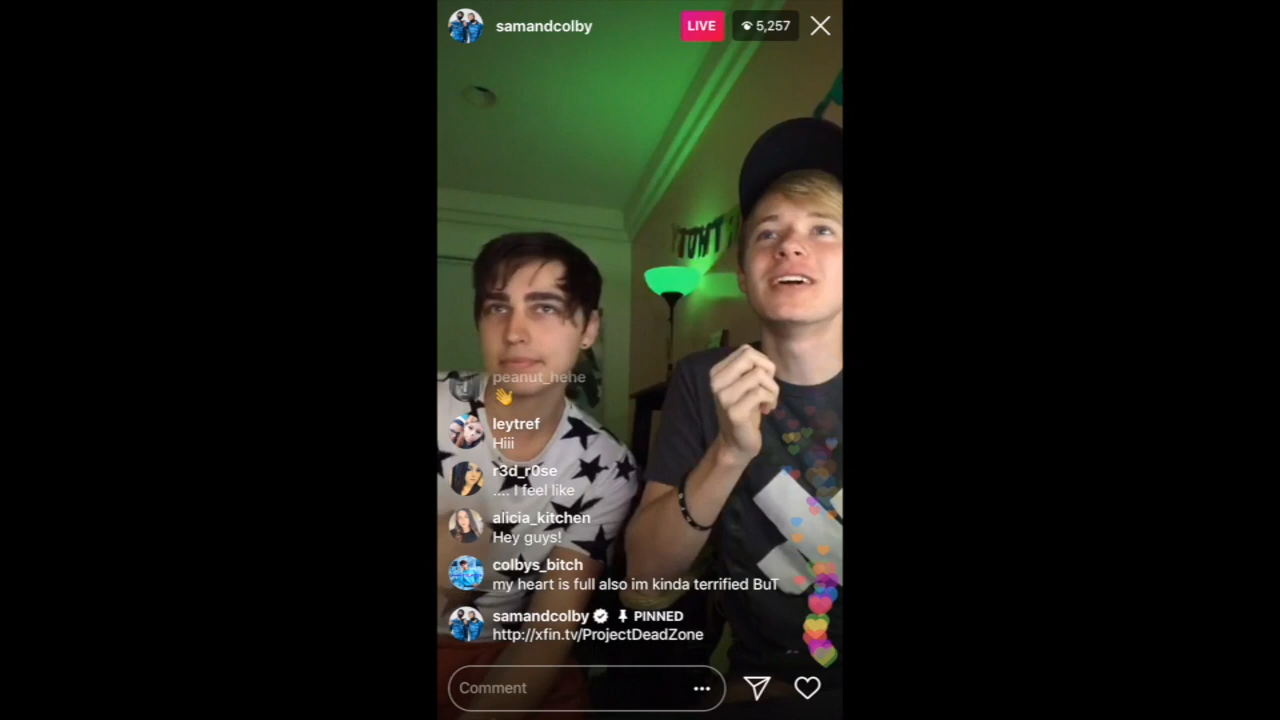 samandcolby
LIVE
5,257
peanut_hehe
leytref
Hiii
r3d_r0se
.... I feel like
alicia_kitchen
Hey guys!
colbys_bitch
my heart is full also im kinda terrified BuT
samandcolby PINNED
http://xfin.tv/ProjectDeadZone
Comment